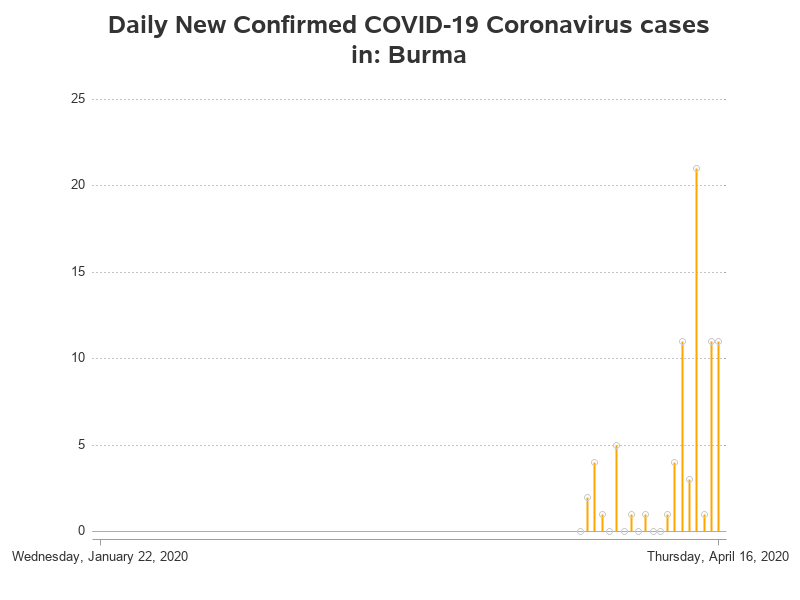 Daily New Confirmed COVID-19 Coronavirus cases
in: Burma
25
20
15
10
5
0
Wednesday, January 22, 2020
Thursday, April 16, 2020